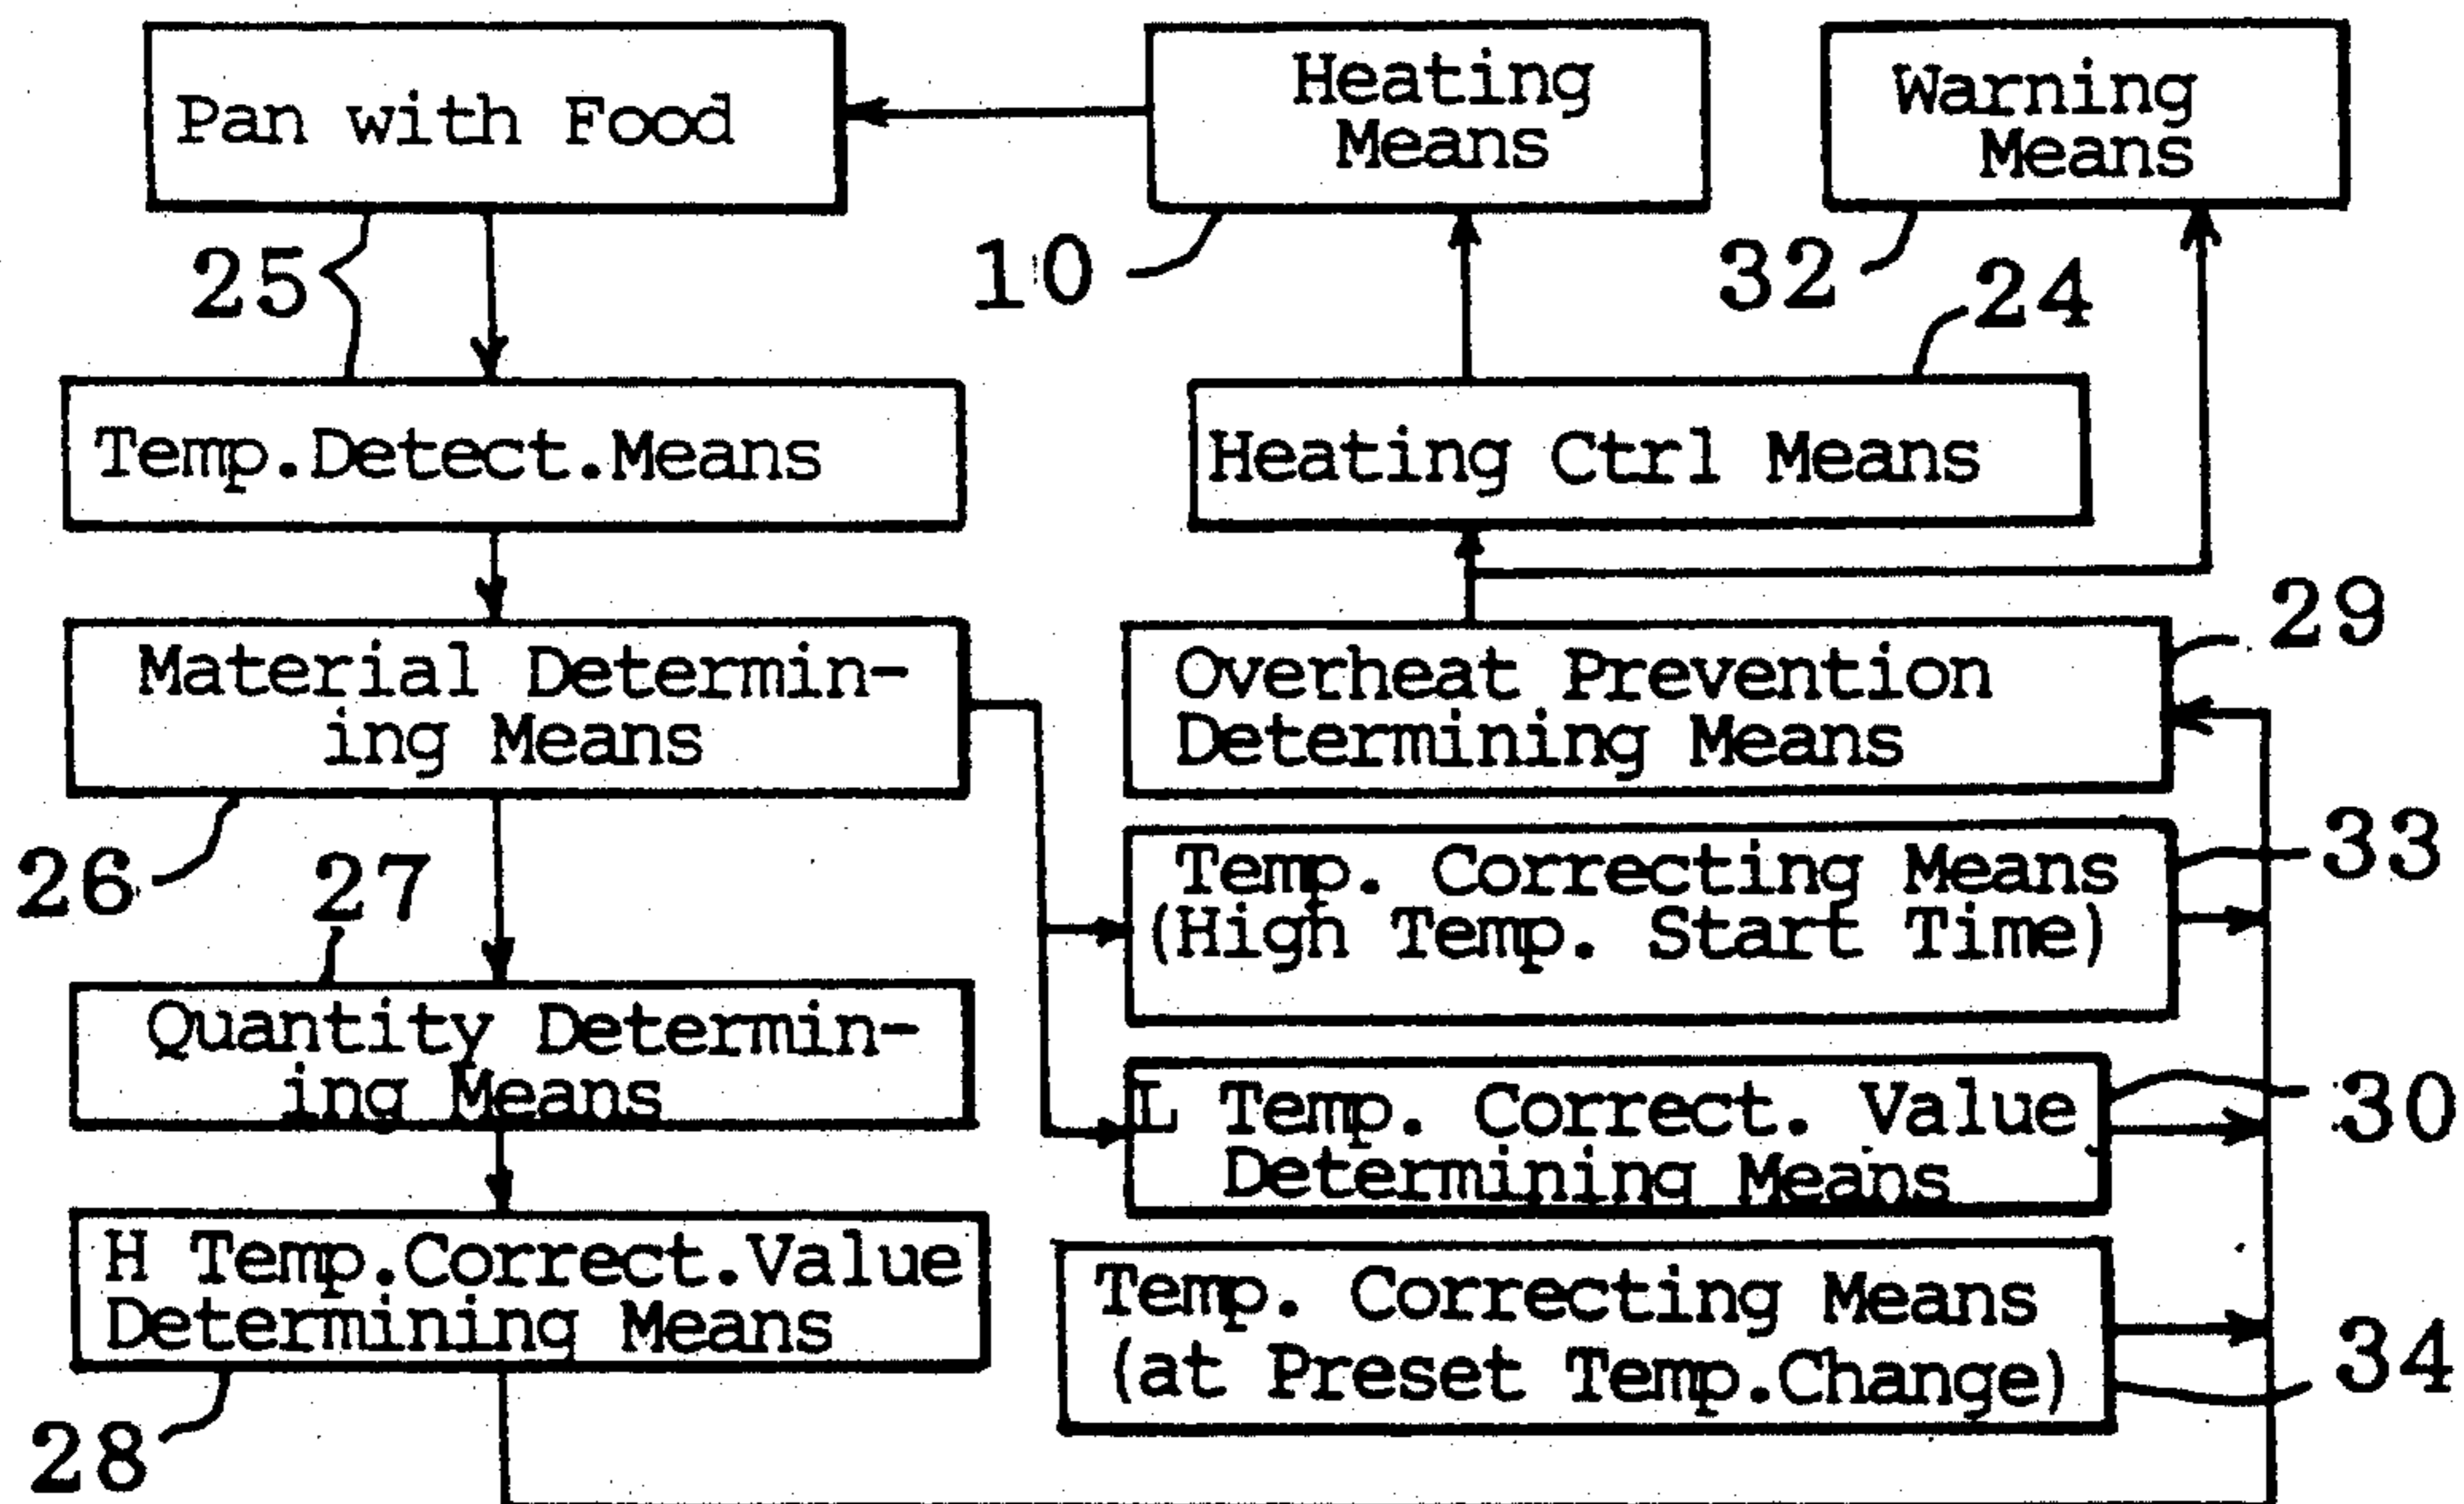 Pan with Food
Heating
Means
Warning
Means
25
10
32
24
Temp.Detect.Means
Heating Ctrl Means
29
Material Determin-
ing Means
Overheat Prevention
Determining Means
26
27
33
Temp. Correcting Means
(High Temp. Start Time)
Quantity Determin-
ing Means
30
L Temp. Correct. Value
Determining Means
H Temp.Correct.Value
Determining Means
Temp. Correcting Means
(at Preset Temp.Change)
34
28